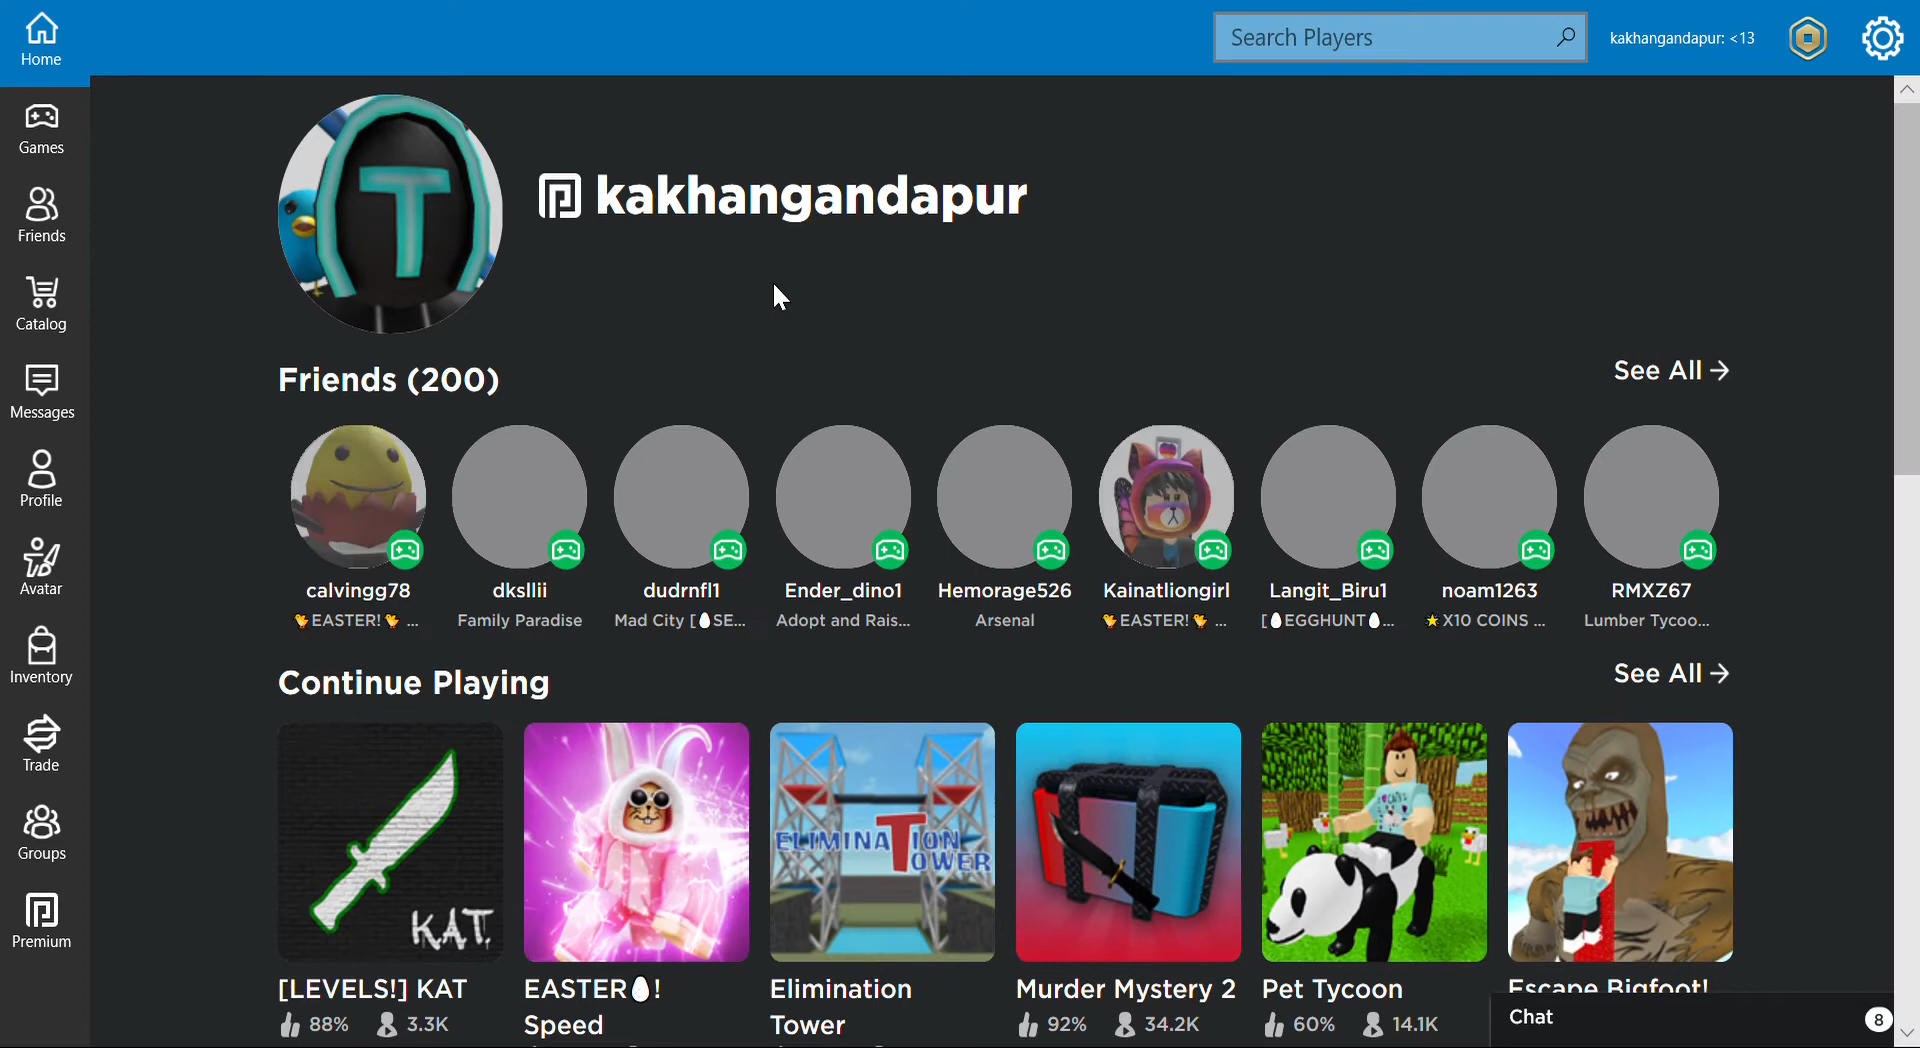 Home
Search Players
kakhangandapur: <13
Games
Friends
Catalog
Messages
Profile
Avatar
Inventory
Trade
Groups
Premium
T
kakhangandapur
Friends (200)
See All
calvingg78
dksllii
dudrnfl1
Ender_dino1
Hemorage526
Kainatliongirl
Langit_Biru1
noam1263
RMXZ67
🐤EASTER!🐤 ...
Family Paradise
Mad City [🥚SE...
Adopt and Rais...
Arsenal
🐤EASTER!🐤 ...
[🥚EGGHUNT🥚...
⭐X10 COINS ...
Lumber Tycoo...
Continue Playing
See All
KAT.
ELIMINATION
TOWER
[LEVELS!] KAT
88%
3.3K
EASTER🥚!
Speed
Elimination
Tower
Murder Mystery 2
92%
34.2K
Pet Tycoon
60%
14.1K
Escape Bigfoot!
Chat
8